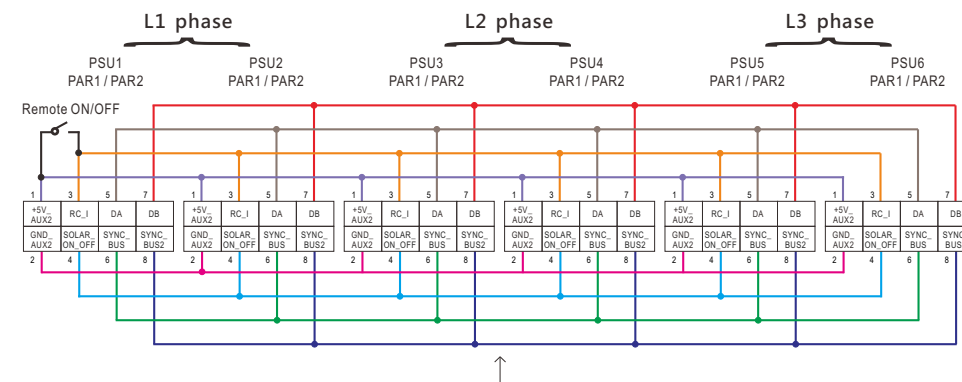 L1 phase L2 phase L3 phase
PSU1 PSU2 PSU3 PSU4 PSU5 PSU6
PAR1 / PAR2 PAR1 / PAR2 PAR1 / PAR2 PAR1 / PAR2 PAR1 / PAR2 PAR1 / PAR2
Remote ON/OFF
1 3 5 7 1 3 5 7 1 3 5 7 1 3 5 7 1 3 5 7 1 3 5 7
+5V_ RC_I DA DB +5V_ RC_I DA DB +5V_ RC_I DA DB +5V_ RC_I DA DB +5V_ RC_I DA DB +5V_ RC_I DA DB
AUX2 AUX2 AUX2 AUX2 AUX2 AUX2
GND_ SOLAR_ SYNC_ SYNC_ GND_ SOLAR_ SYNC_ SYNC_ GND_ SOLAR_ SYNC_ SYNC_ GND_ SOLAR_ SYNC_ SYNC_ GND_ SOLAR_ SYNC_ SYNC_ GND_ SOLAR_ SYNC_
AUX2 ON_OFF BUS BUS2 AUX2 ON_OFF BUS BUS2 AUX2 ON_OFF BUS BUS2 AUX2 ON_OFF BUS BUS2 AUX2 ON_OFF BUS BUS2 AUX2 ON_OFF BUS
2 4 6 8 2 4 6 8 2 4 6 8 2 4 6 8 2 4 6 8 2 4 6 8